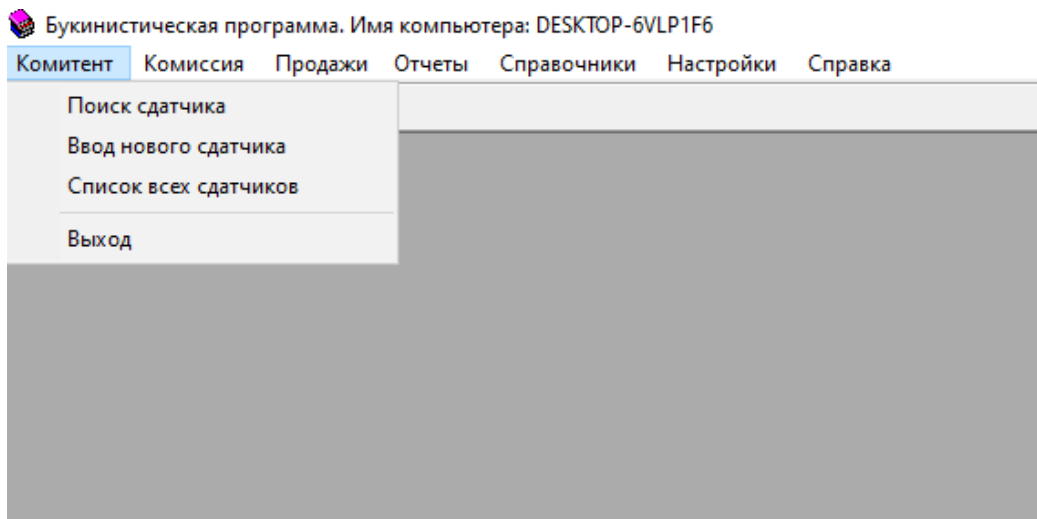 Букинистическая программа. Имя компьютера: DESKTOP-6VLP1F6
Комитент Комиссия Продажи Отчеты Справочники Настройки Справка
Поиск сдатчика
Ввод нового сдатчика
Список всех сдатчиков
Выход